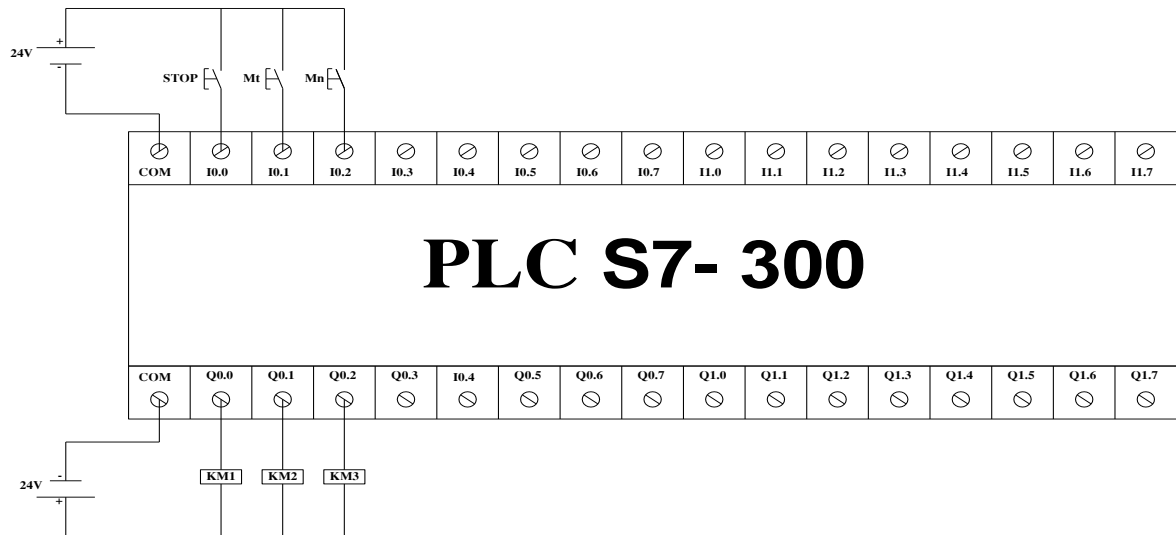 +
24V
-
STOP Mt Mn
COM I0.0 I0.1 I0.2 I0.3 I0.4 I0.5 I0.6 I0.7 I1.0 I1.1 I1.2 I1.3 I1.4 I1.5 I1.6 I1.7
PLC S7- 300
COM Q0.0 Q0.1 Q0.2 Q0.3 I0.4 Q0.5 Q0.6 Q0.7 Q1.0 Q1.1 Q1.2 Q1.3 Q1.4 Q1.5 Q1.6 Q1.7
-
24V
+
KM1 KM2 KM3